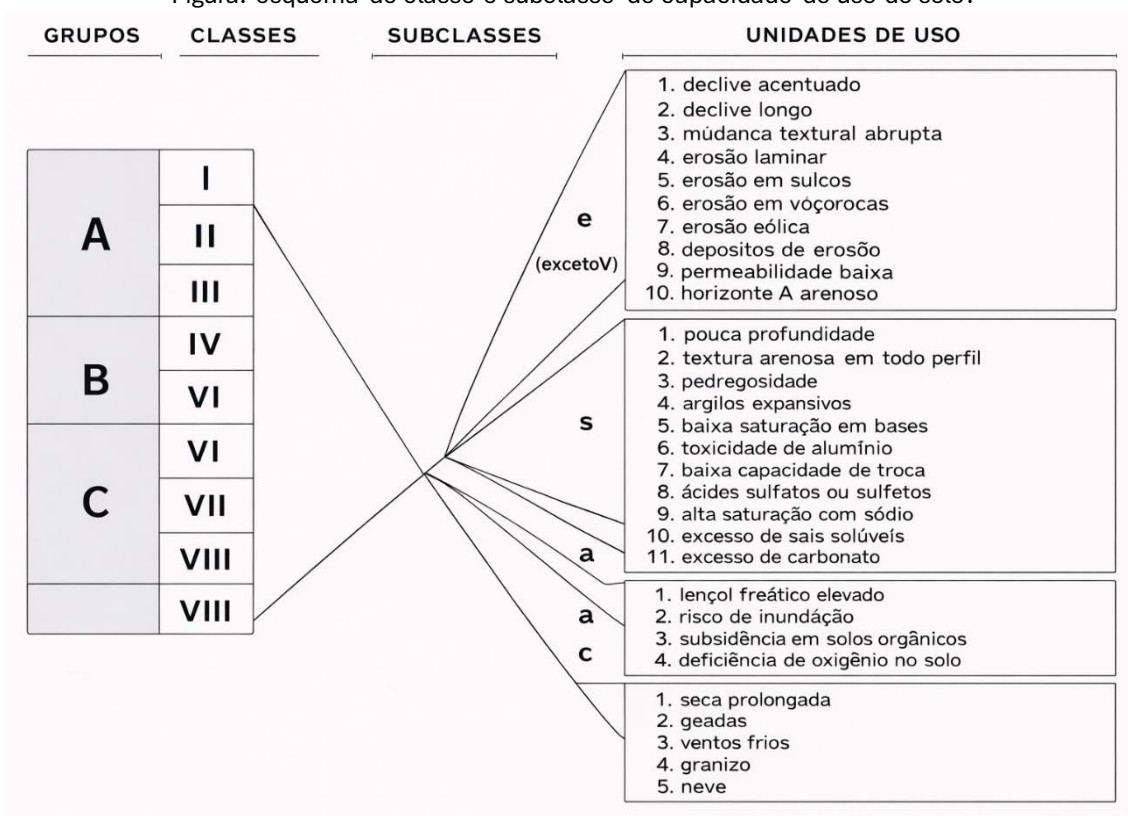 Figura: esquema de classe e subclasse de capacidade de uso do solo.
GRUPOS CLASSES SUBCLASSES UNIDADES DE USO
A
B
C
I
II
III
IV
VI
VI
VII
VIII
VIII
e
(excetoV)
s
a
a
c
1. declive acentuado
2. declive longo
3. múdanca textural abrupta
4. erosão laminar
5. erosão em sulcos
6. erosão em vóçorocas
7. erosão eólica
8. depositos de erosão
9. permeabilidade baixa
10. horizonte A arenoso
1. pouca profundidade
2. textura arenosa em todo perfil
3. pedregosidade
4. argilos expansivos
5. baixa saturação em bases
6. toxicidade de alumínio
7. baixa capacidade de troca
8. ácides sulfatos ou sulfetos
9. alta saturação com sódio
10. excesso de sais solúveís
11. excesso de carbonato
1. lençol freático elevado
2. risco de inundáção
3. subsidência em solos orgânicos
4. deficiência de oxigênio no solo
1. seca prolongada
2. geadas
3. ventos frios
4. granizo
5. neve